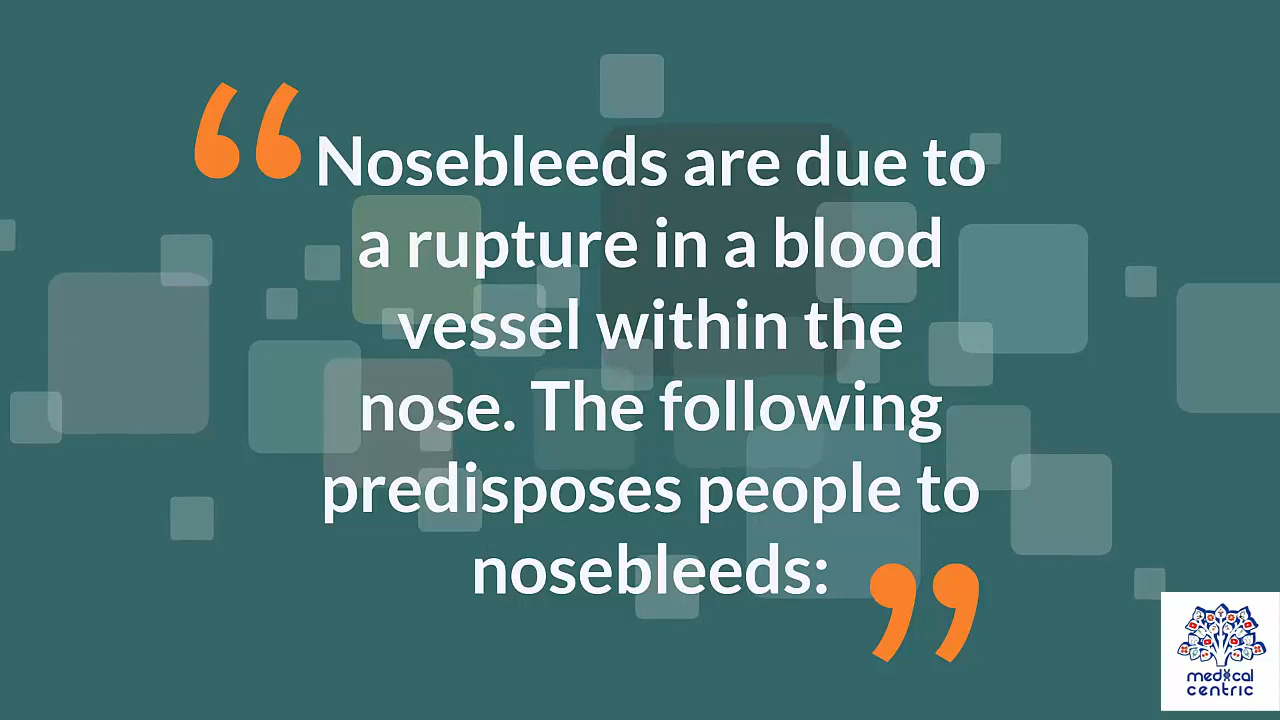 “Nosebleeds are due to
a rupture in a blood
vessel within the
nose. The following
predisposes people to
nosebleeds:”
medical
centric